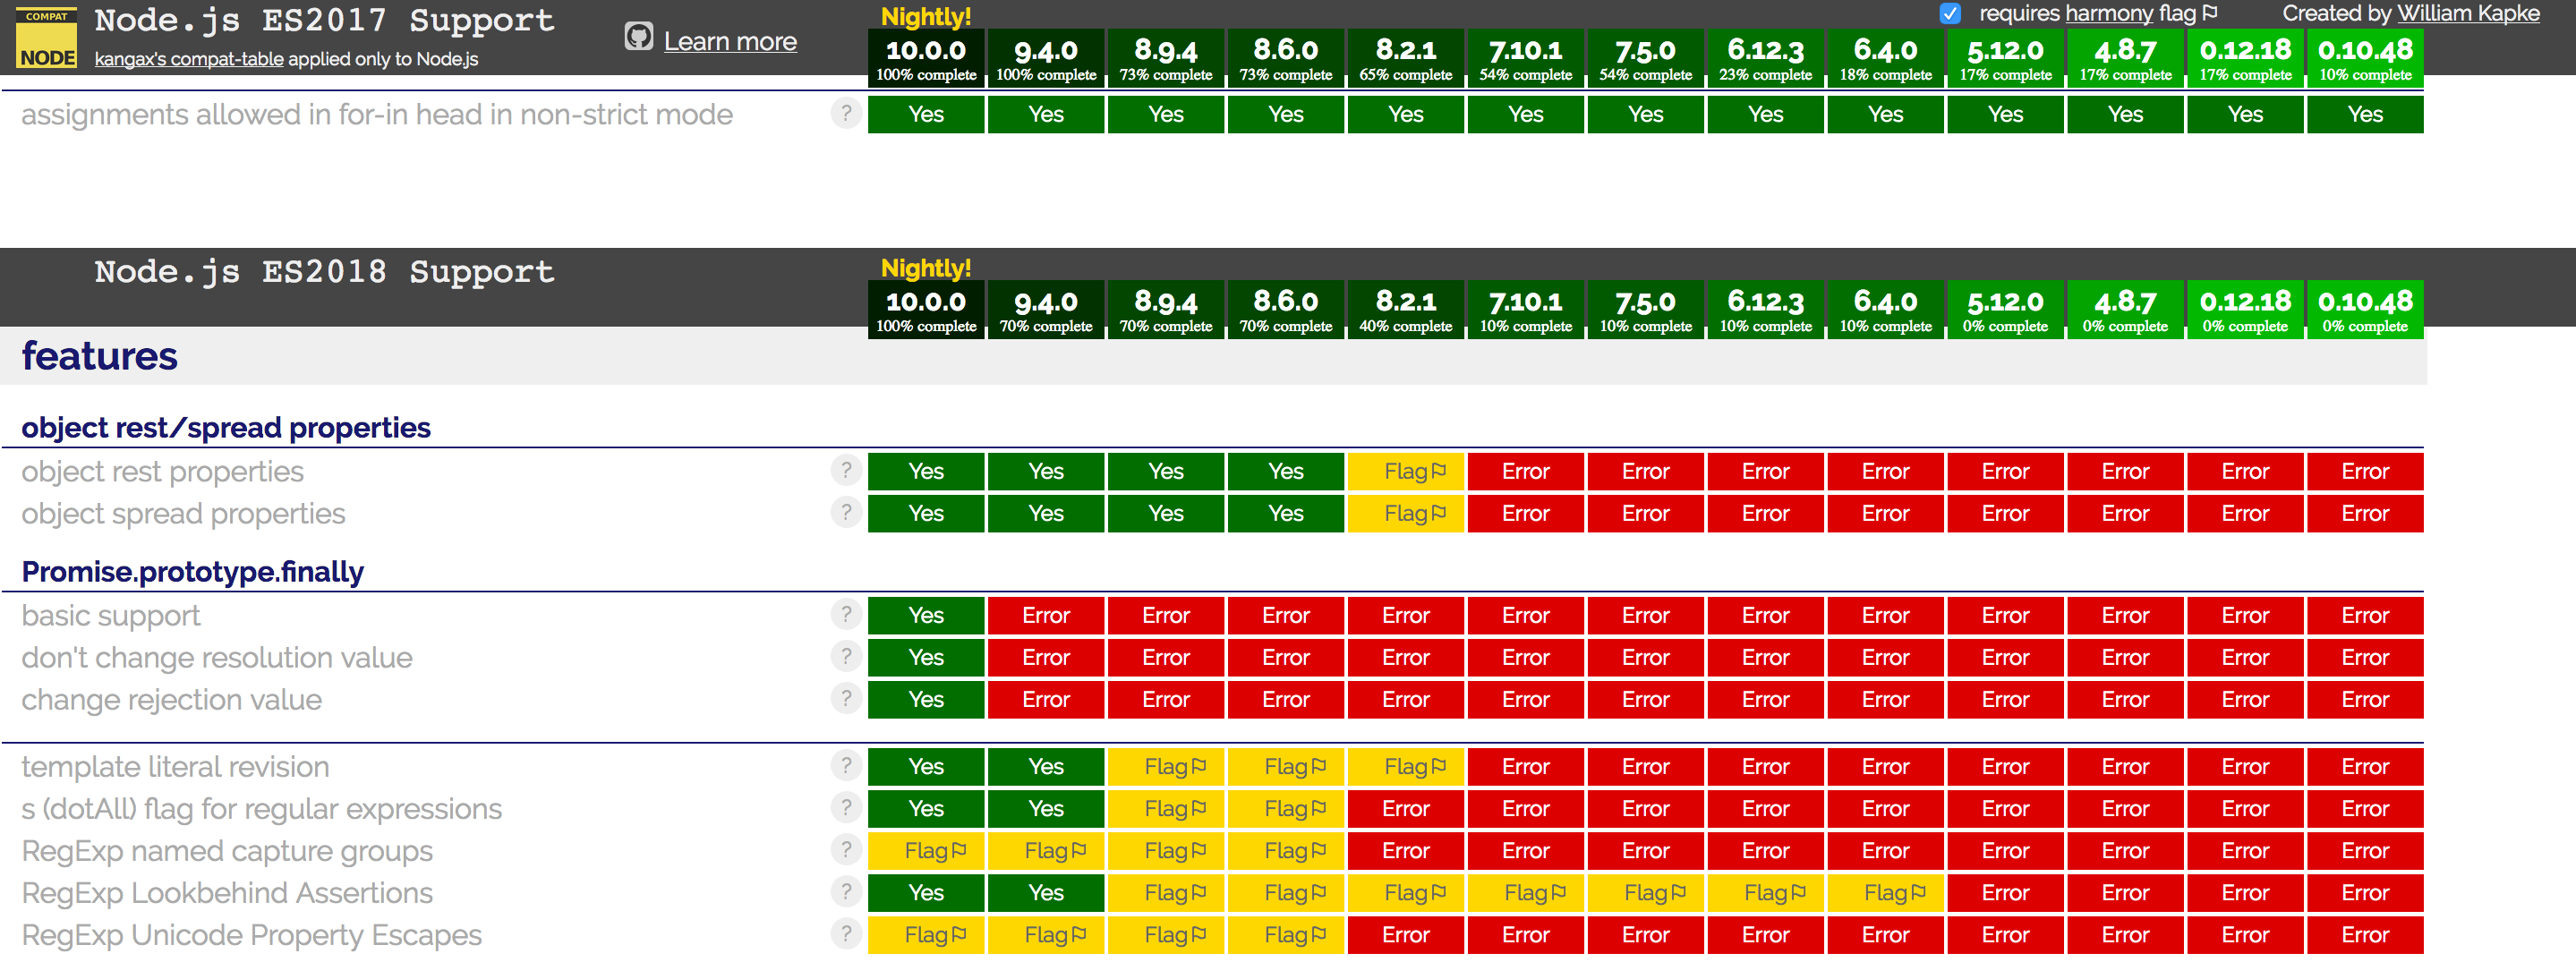 COMPAT
NODE
Node.js ES2017 Support
kangax's compat-table applied only to Node.js
Learn more
Nightly!
requires harmony flag
Created by William Kapke
10.0.0 9.4.0 8.9.4 8.6.0 8.2.1 7.10.1 7.5.0 6.12.3 6.4.0 5.12.0 4.8.7 0.12.18 0.10.48
100% complete 100% complete 73% complete 73% complete 65% complete 54% complete 54% complete 23% complete 18% complete 17% complete 17% complete 17% complete 10% complete
assignments allowed in for-in head in non-strict mode ? Yes Yes Yes Yes Yes Yes Yes Yes Yes Yes Yes Yes Yes
Node.js ES2018 Support
Nightly!
10.0.0 9.4.0 8.9.4 8.6.0 8.2.1 7.10.1 7.5.0 6.12.3 6.4.0 5.12.0 4.8.7 0.12.18 0.10.48
100% complete 70% complete 70% complete 70% complete 40% complete 10% complete 10% complete 10% complete 10% complete 0% complete 0% complete 0% complete 0% complete
features
object rest/spread properties
object rest properties ? Yes Yes Yes Yes Flag Error Error Error Error Error Error Error Error
object spread properties ? Yes Yes Yes Yes Flag Error Error Error Error Error Error Error Error
Promise.prototype.finally
basic support ? Yes Error Error Error Error Error Error Error Error Error Error Error Error
don't change resolution value ? Yes Error Error Error Error Error Error Error Error Error Error Error Error
change rejection value ? Yes Error Error Error Error Error Error Error Error Error Error Error Error
template literal revision ? Yes Yes Flag Flag Flag Error Error Error Error Error Error Error Error
s (dotAll) flag for regular expressions ? Yes Yes Flag Flag Error Error Error Error Error Error Error Error Error
RegExp named capture groups ? Flag Flag Flag Flag Error Error Error Error Error Error Error Error Error
RegExp Lookbehind Assertions ? Yes Yes Flag Flag Flag Flag Flag Flag Flag Error Error Error Error
RegExp Unicode Property Escapes ? Flag Flag Flag Flag Error Error Error Error Error Error Error Error Error